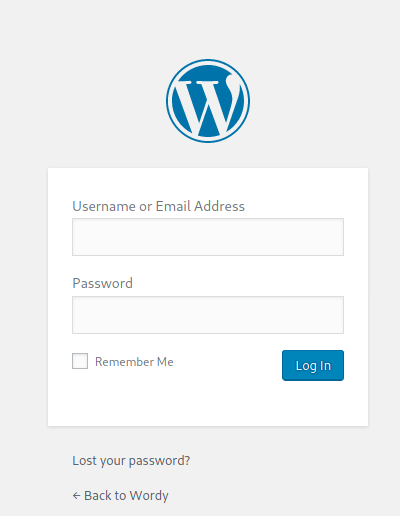 Username or Email Address
Password
Remember Me
Log In
Lost your password?
← Back to Wordy